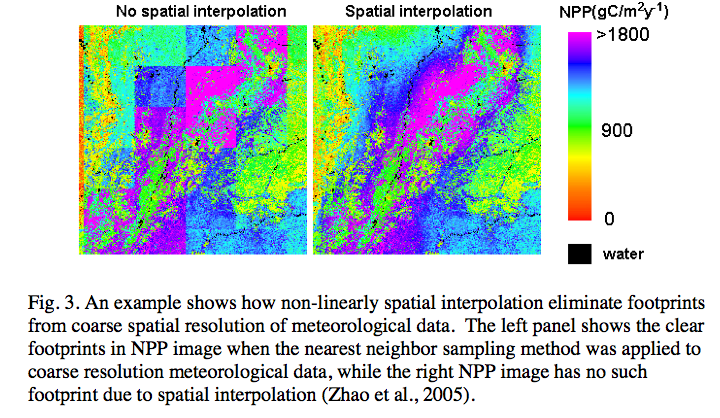 No spatial interpolation
Spatial interpolation
NPP(gC/m²y⁻¹)
>1800
900
0
water
Fig. 3. An example shows how non-linearly spatial interpolation eliminate footprints
from coarse spatial resolution of meteorological data.  The left panel shows the clear
footprints in NPP image when the nearest neighbor sampling method was applied to
coarse resolution meteorological data, while the right NPP image has no such
footprint due to spatial interpolation (Zhao et al., 2005).